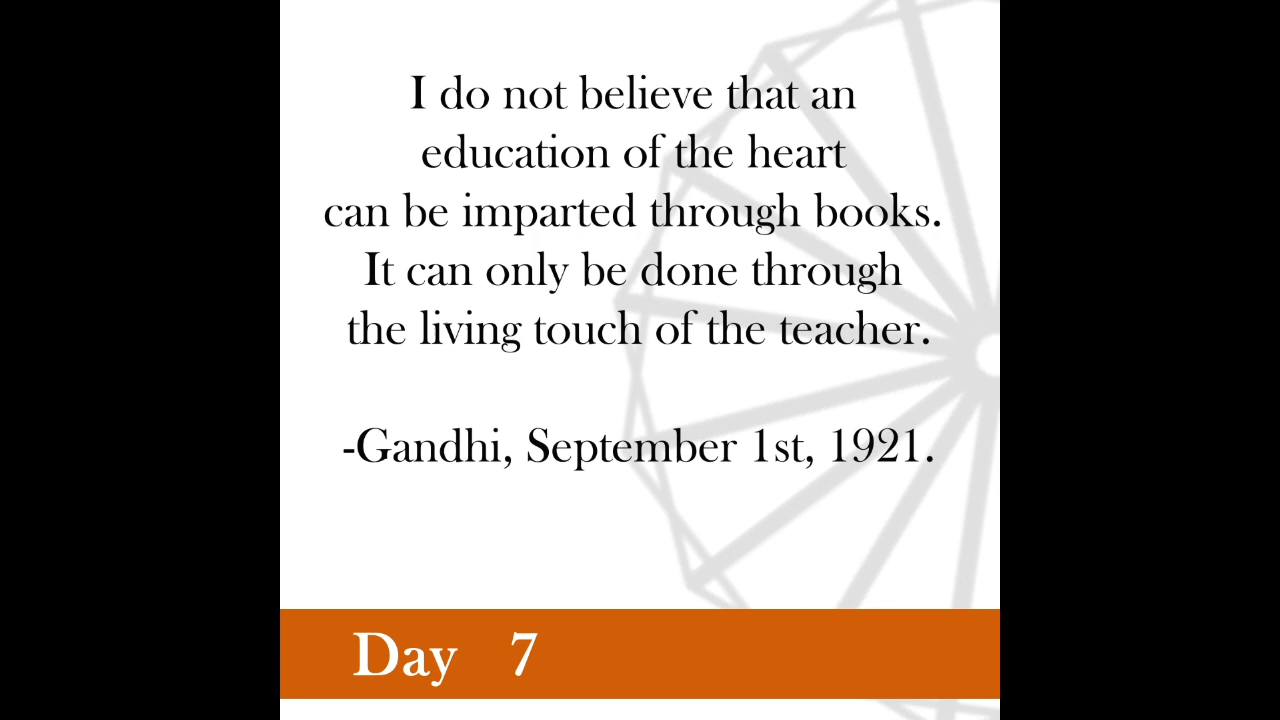 I do not believe that an
education of the heart
can be imparted through books.
It can only be done through
the living touch of the teacher.
-Gandhi, September 1st, 1921.
Day 7